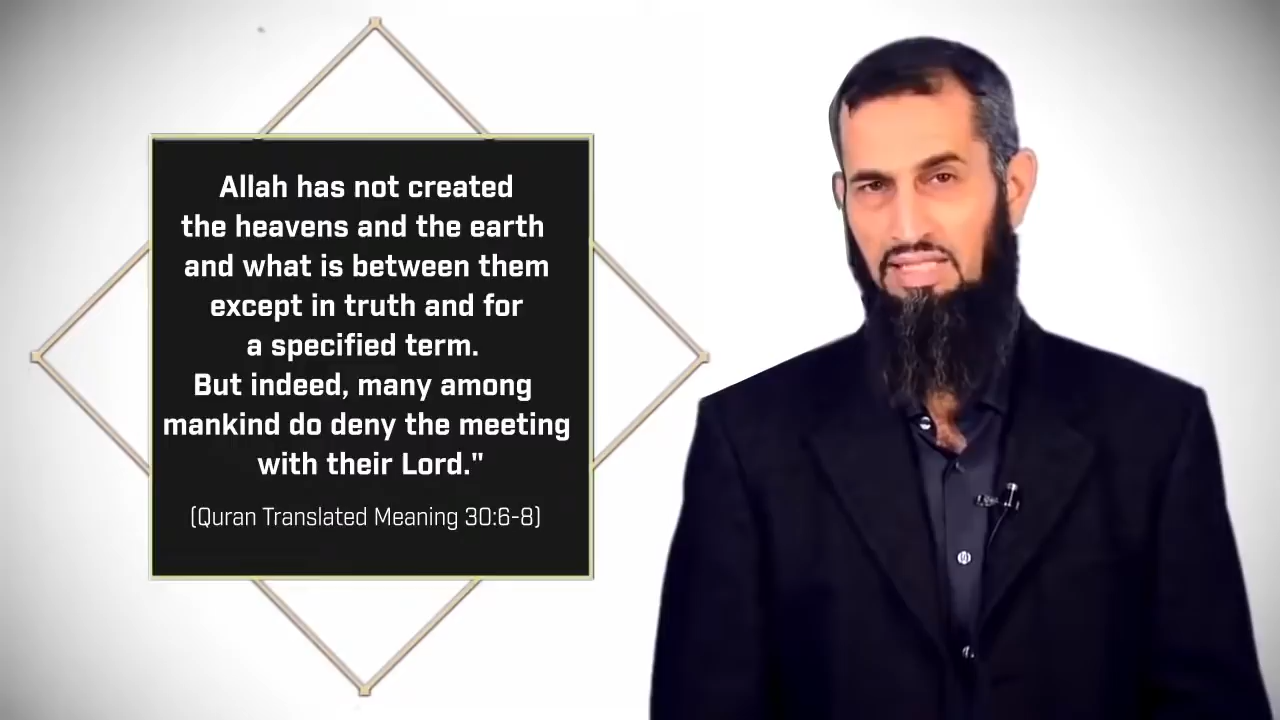 Allah has not created
the heavens and the earth
and what is between them
except in truth and for
a specified term.
But indeed, many among
mankind do deny the meeting
with their Lord."
(Quran Translated Meaning 30:6-8)